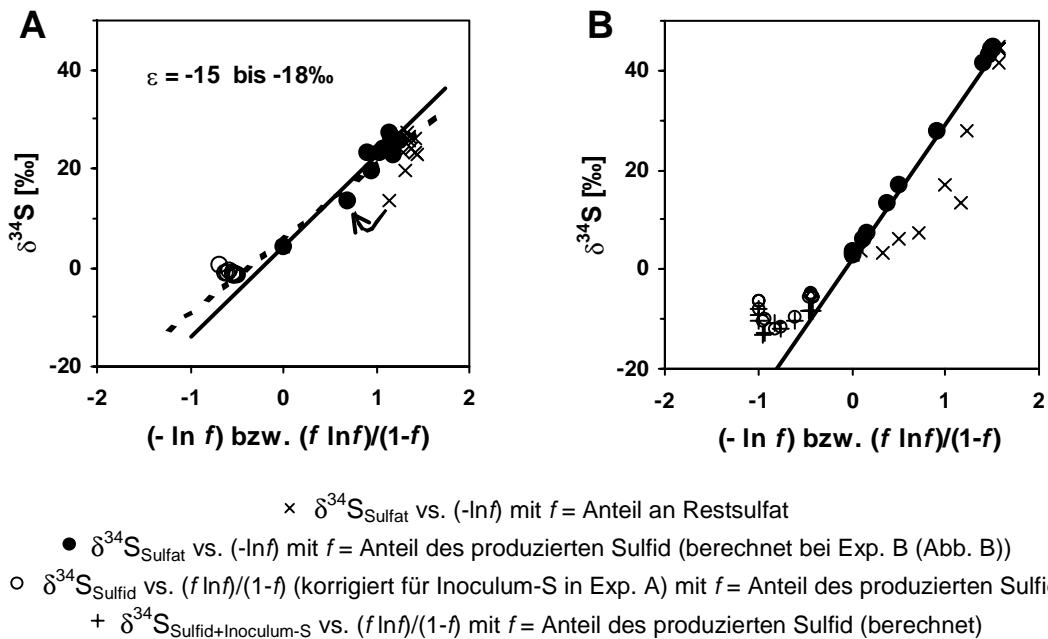 A
B
ε = -15 bis -18‰
40
20
0
-20
δ³⁴S [‰]
-2 -1 0 1 2
(- ln f) bzw. (f lnf)/(1-f)
40
20
0
-20
δ³⁴S [‰]
-2 -1 0 1 2
(- ln f) bzw. (f lnf)/(1-f)
× δ³⁴S_Sulfat vs. (-lnf) mit f = Anteil an Restsulfat
● δ³⁴S_Sulfat vs. (-lnf) mit f = Anteil des produzierten Sulfid (berechnet bei Exp. B (Abb. B))
○ δ³⁴S_Sulfid vs. (f lnf)/(1-f) (korrigiert für Inoculum-S in Exp. A) mit f = Anteil des produzierten Sulfi
+ δ³⁴S_Sulfid+Inoculum-S vs. (f lnf)/(1-f) mit f = Anteil des produzierten Sulfid (berechnet)